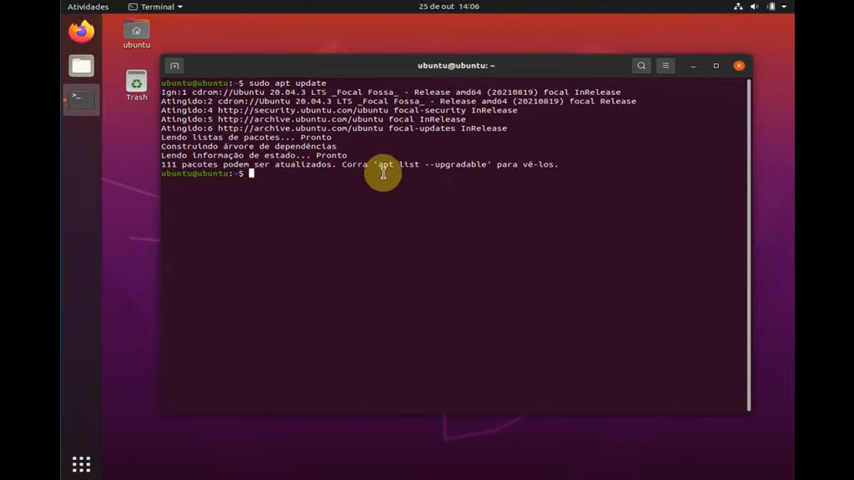 Atividades
Terminal
25 de out 14:06
ubuntu
Trash
ubuntu@ubuntu: ~
ubuntu@ubuntu:~$ sudo apt update
Ign:1 cdrom://Ubuntu 20.04.3 LTS _Focal Fossa_ - Release amd64 (20210819) focal InRelease
Atingido:2 cdrom://Ubuntu 20.04.3 LTS _Focal Fossa_ - Release amd64 (20210819) focal Release
Atingido:4 http://security.ubuntu.com/ubuntu focal-security InRelease
Atingido:5 http://archive.ubuntu.com/ubuntu focal InRelease
Atingido:6 http://archive.ubuntu.com/ubuntu focal-updates InRelease
Lendo listas de pacotes... Pronto
Construindo árvore de dependências
Lendo informação de estado... Pronto
111 pacotes podem ser atualizados. Corra 'apt list --upgradable' para vê-los.
ubuntu@ubuntu:~$